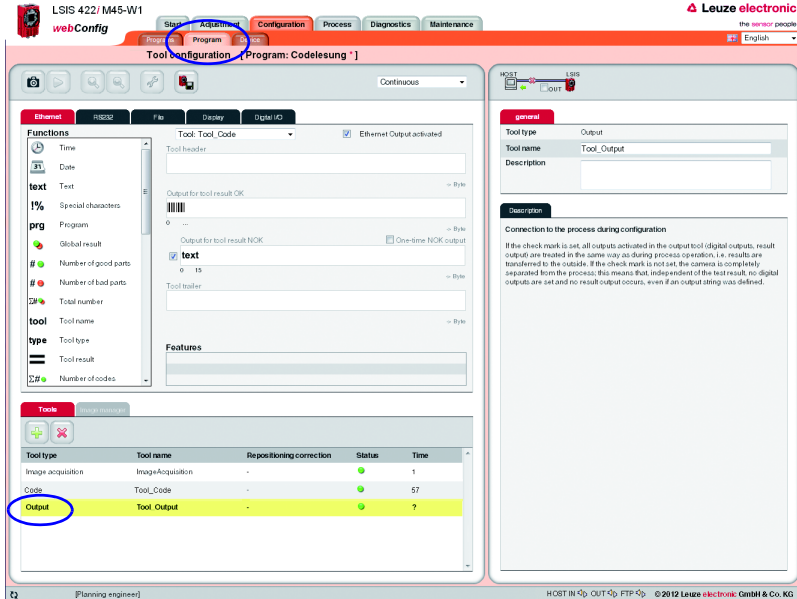 LSIS 422i M45-W1
webConfig
Start
Adjustment
Configuration
Process
Diagnostics
Maintenance
Leuze electronic
the sensor people
Programs
Program
Device
English
Tool configuration [ Program: Codelesung * ]
Continuous
HOST
LSIS
OUT
Ethernet
RS232
File
Display
Digital I/O
Functions
Tool: Tool_Code
Ethernet Output activated
Time
Date
text Text
!% Special characters
prg Program
Global result
# Number of good parts
# Number of bad parts
Σ# Total number
tool Tool name
type Tool type
Tool result
Σ# Number of codes
Tool header
-> Byte
Output for tool result OK
0 ...
-> Byte
Output for tool result NOK
One-time NOK output
text
0 15
-> Byte
Tool trailer
-> Byte
Features
general
Tool type Output
Tool name Tool_Output
Description
Description
Connection to the process during configuration
If the check mark is set, all outputs activated in the output tool (digital outputs, result
output) are treated in the same way as during process operation, i.e. results are
transferred to the outside. If the check mark is not set, the camera is completely
separated from the process; this means that, independent of the test result, no digital
outputs are set and no result output occurs, even if an output string was defined.
Tools
Image manager
Tool type Tool name Repositioning correction Status Time
Image acquisition ImageAcquisition - 1
Code Tool_Code - 57
Output Tool_Output - ?
[Planning engineer]
HOST IN OUT FTP © 2012 Leuze electronic GmbH & Co. KG